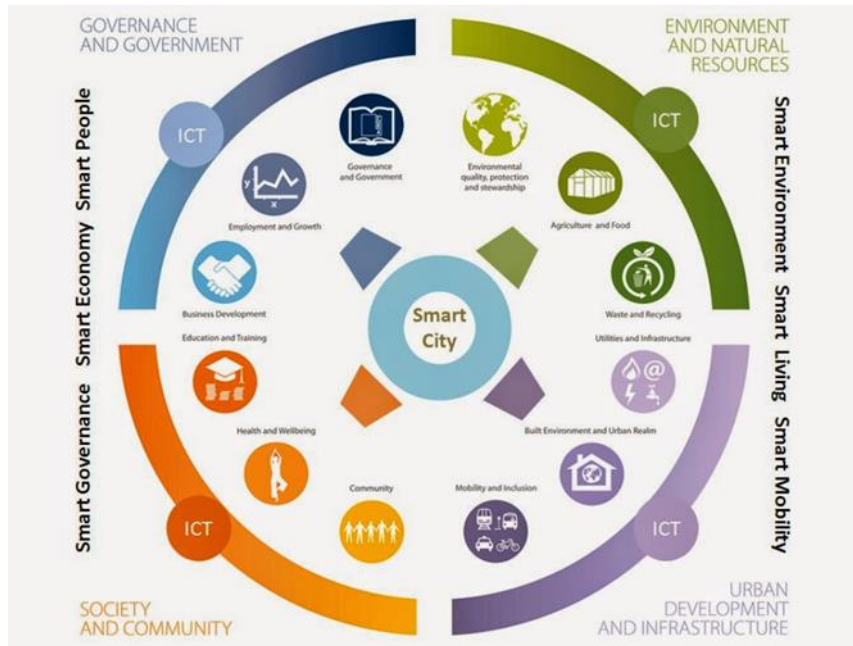 GOVERNANCE
AND GOVERNMENT
ENVIRONMENT
AND NATURAL
RESOURCES
Smart Governance  Smart Economy  Smart People
Smart Environment  Smart Living  Smart Mobility
ICT
ICT
Governance
and Government
Environmental
quality, protection
and stewardship
y
x
Employment and Growth
Agriculture and Food
Business Development
Waste and Recycling
Smart
City
Education and Training
Utilities and Infrastructure
@
Health and Wellbeing
Built Environment and Urban Realm
Community
Mobility and Inclusion
ICT
ICT
SOCIETY
AND COMMUNITY
URBAN
DEVELOPMENT
AND INFRASTRUCTURE